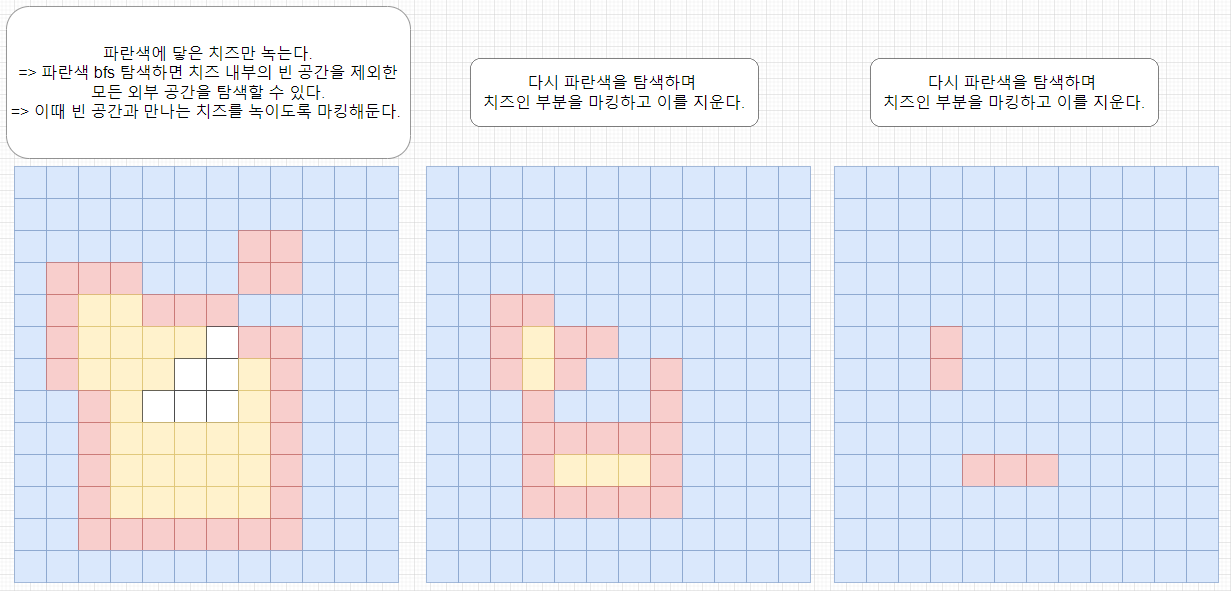 파란색에 닿은 치즈만 녹는다.
=> 파란색 bfs 탐색하면 치즈 내부의 빈 공간을 제외한
모든 외부 공간을 탐색할 수 있다.
=> 이때 빈 공간과 만나는 치즈를 녹이도록 마킹해둔다.
다시 파란색을 탐색하며
치즈인 부분을 마킹하고 이를 지운다.
다시 파란색을 탐색하며
치즈인 부분을 마킹하고 이를 지운다.